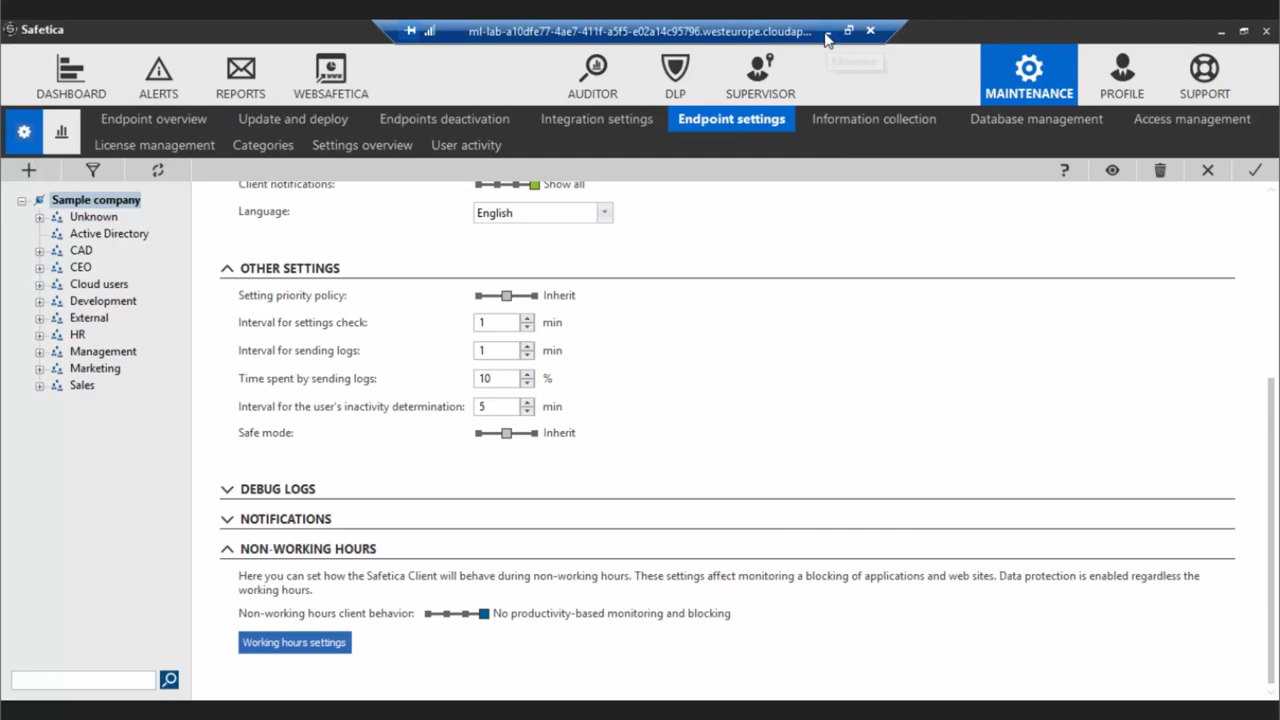 Safetica
ml-lab-a10dfe77-4ae7-411f-a5f5-e02a14c95796.westeurope.cloudap...
Minimize
DASHBOARD ALERTS REPORTS WEBSAFETICA AUDITOR DLP SUPERVISOR MAINTENANCE PROFILE SUPPORT
Endpoint overview Update and deploy Endpoints deactivation Integration settings Endpoint settings Information collection Database management Access management
License management Categories Settings overview User activity
Sample company
Unknown
Active Directory
CAD
CEO
Cloud users
Development
External
HR
Management
Marketing
Sales
Client notifications: Show all
Language: English
OTHER SETTINGS
Setting priority policy: Inherit
Interval for settings check: 1 min
Interval for sending logs: 1 min
Time spent by sending logs: 10 %
Interval for the user's inactivity determination: 5 min
Safe mode: Inherit
DEBUG LOGS
NOTIFICATIONS
NON-WORKING HOURS
Here you can set how the Safetica Client will behave during non-working hours. These settings affect monitoring a blocking of applications and web sites. Data protection is enabled regardless the
working hours.
Non-working hours client behavior: No productivity-based monitoring and blocking
Working hours settings